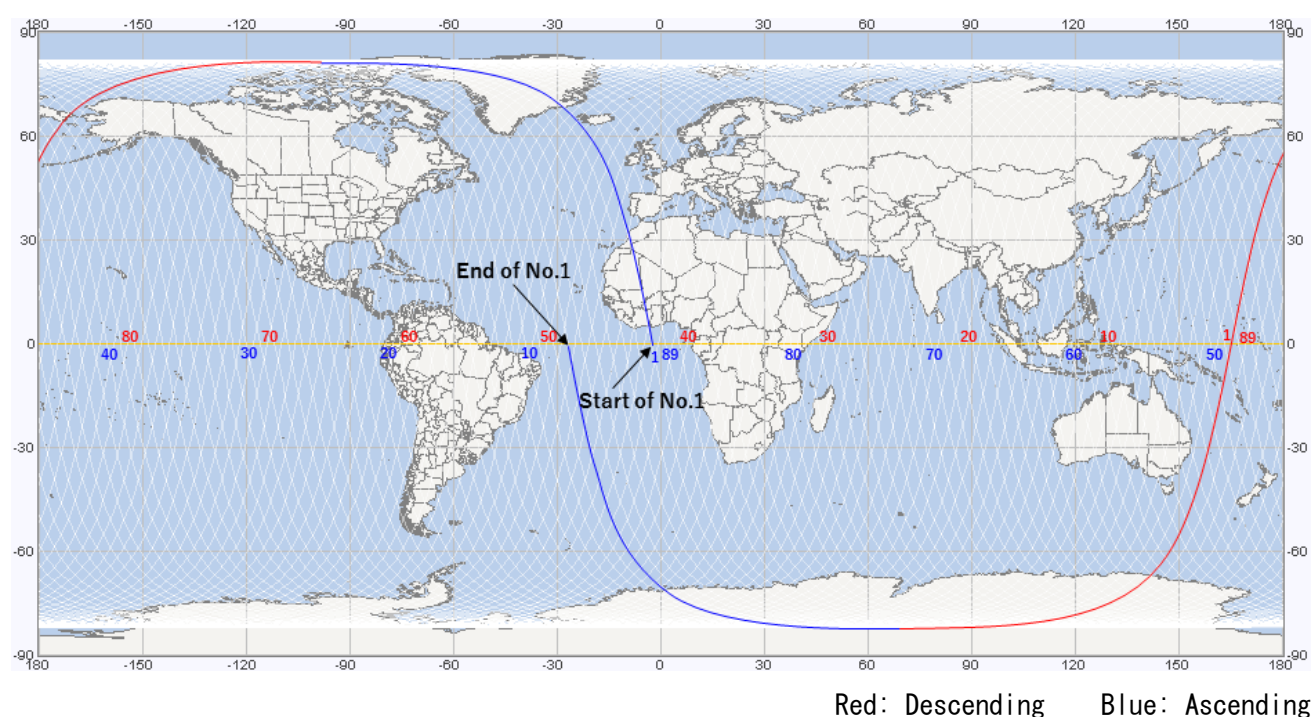 180 -150 -120 -90 -60 -30 0 30 60 90 120 150 180
90 90
60 60
30 30
End of No.1
80 70 60 50 40 30 20 10 1 89
0 0
40 30 20 10 1 89 80 70 60 50
Start of No.1
-30 -30
-60 -60
-90 -90
180 -150 -120 -90 -60 -30 0 30 60 90 120 150 180
Red: Descending Blue: Ascending